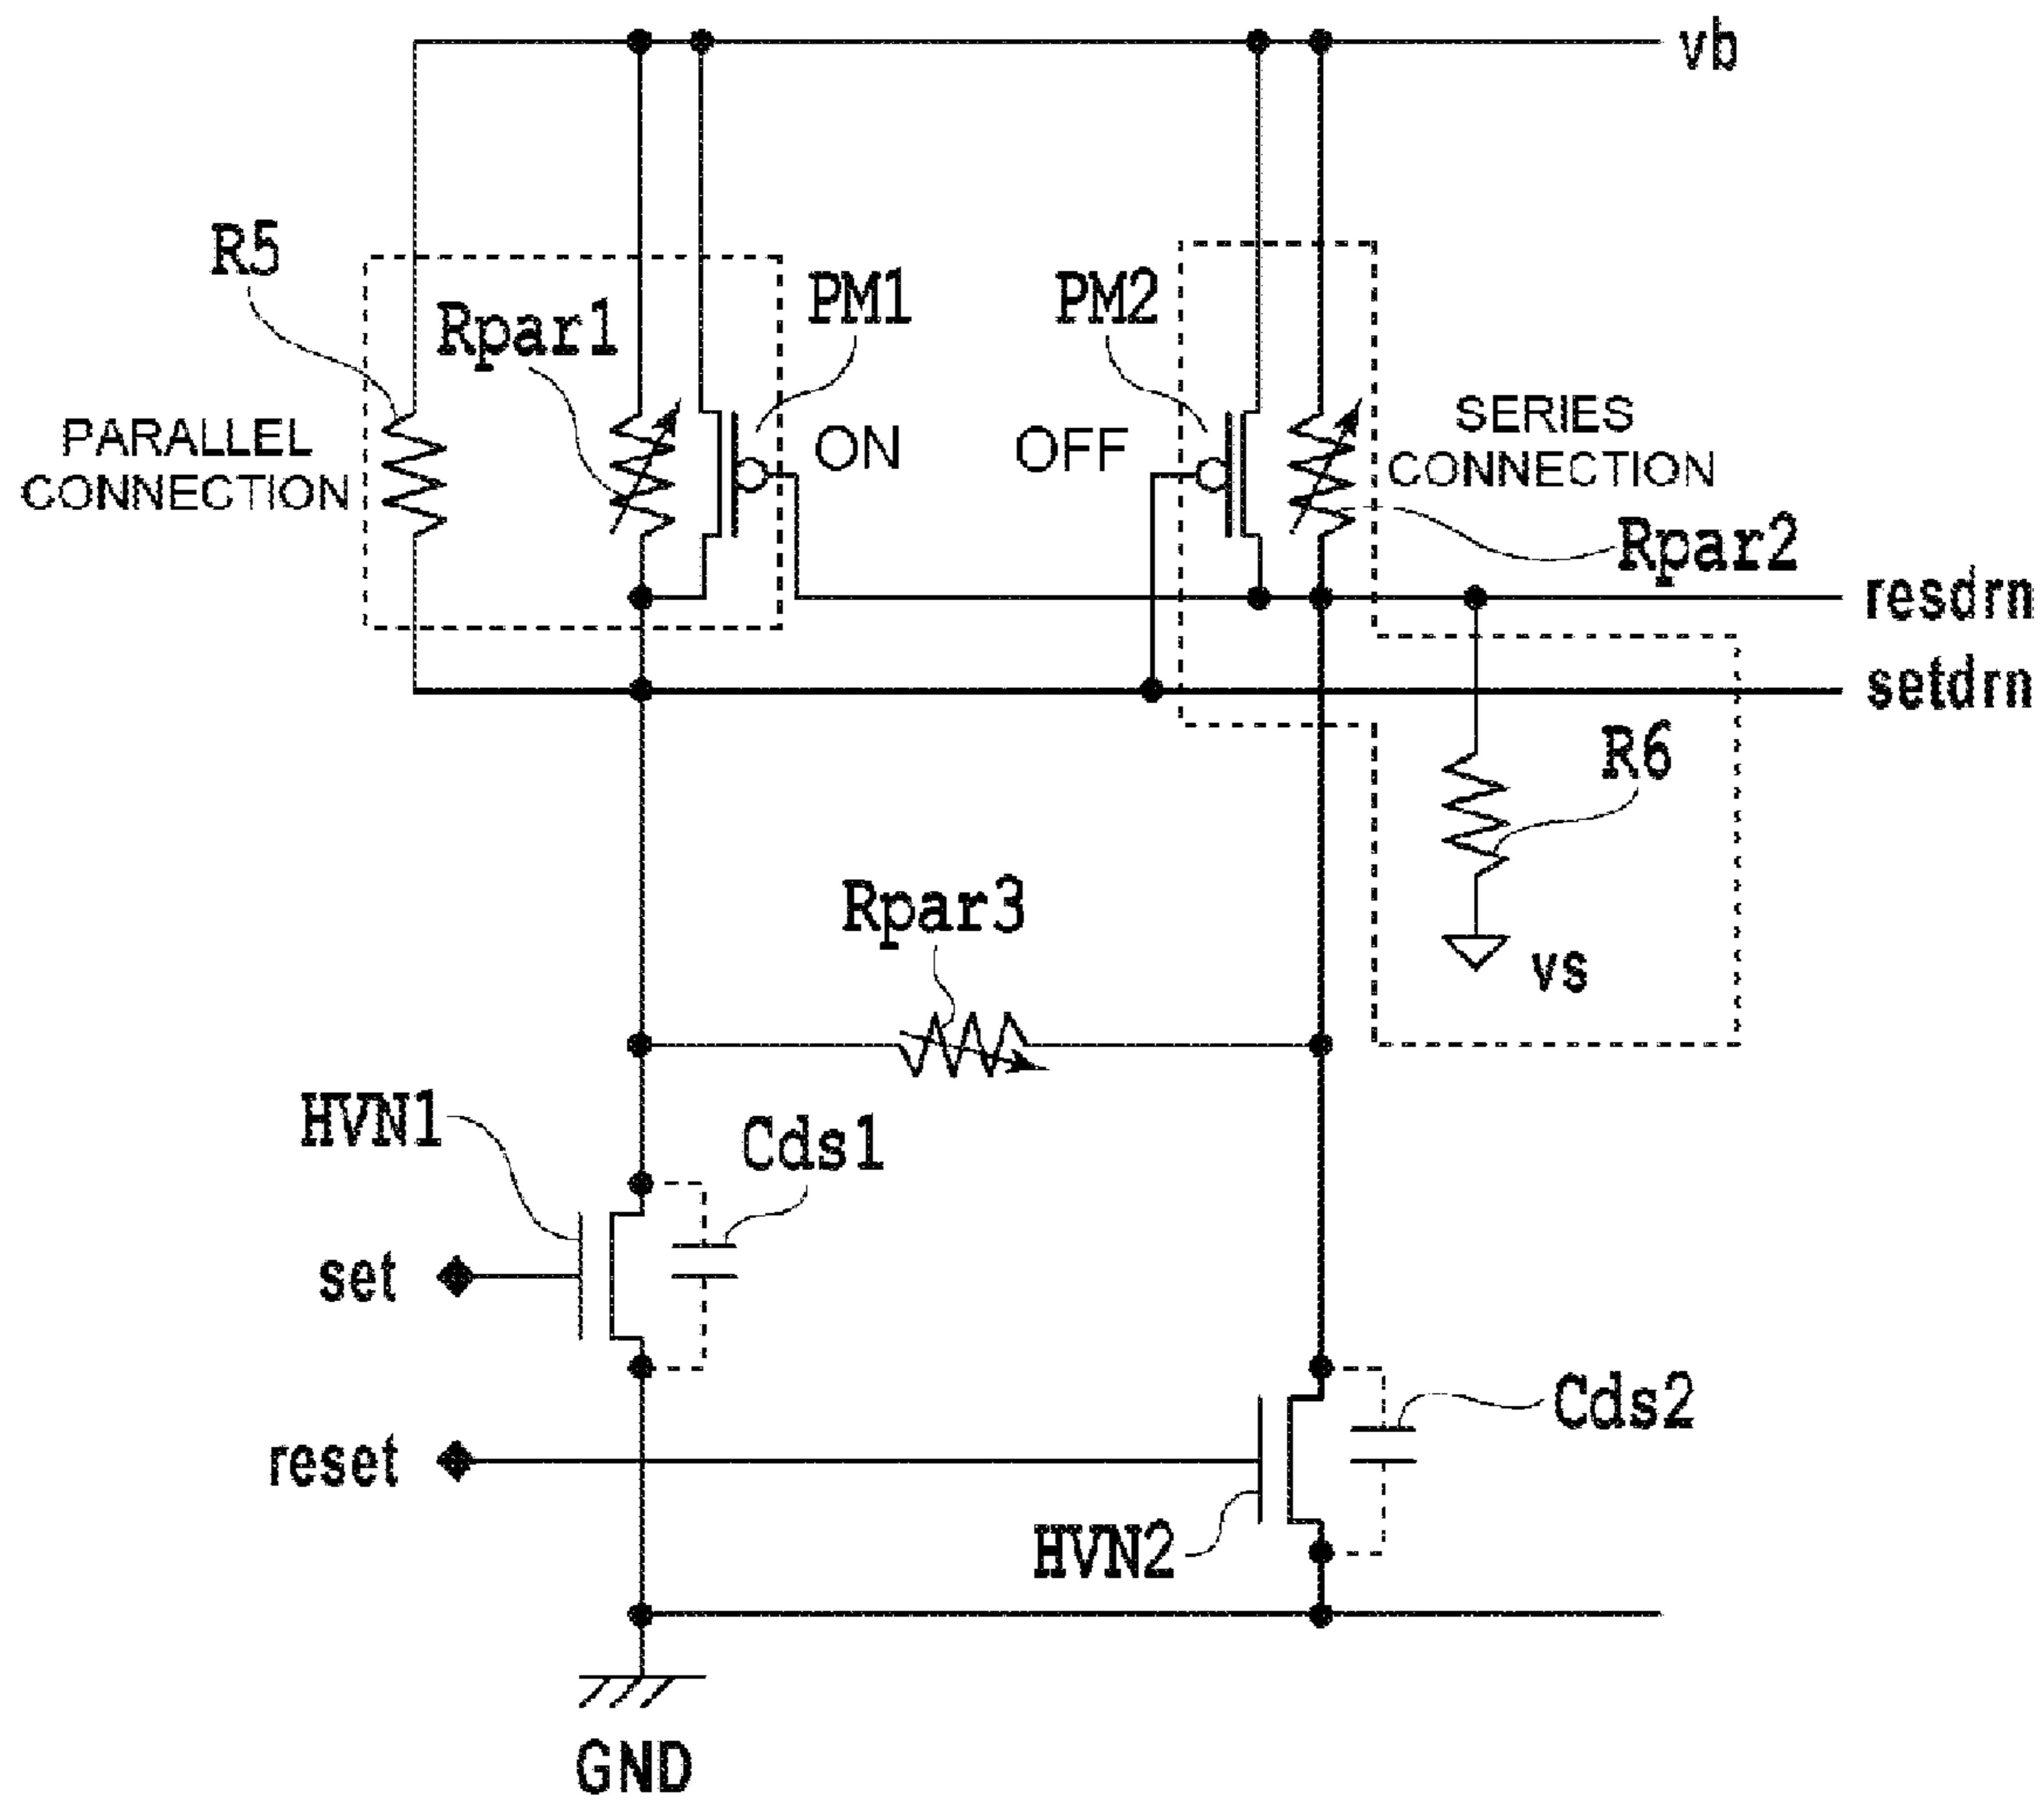 vb
R5
Rpar1
PM1
PM2
PARALLEL
CONNECTION
ON
OFF
SERIES
CONNECTION
Rpar2
resdrn
setdrn
R6
Rpar3
vs
HVN1
Cds1
set
reset
Cds2
HVN2
GND